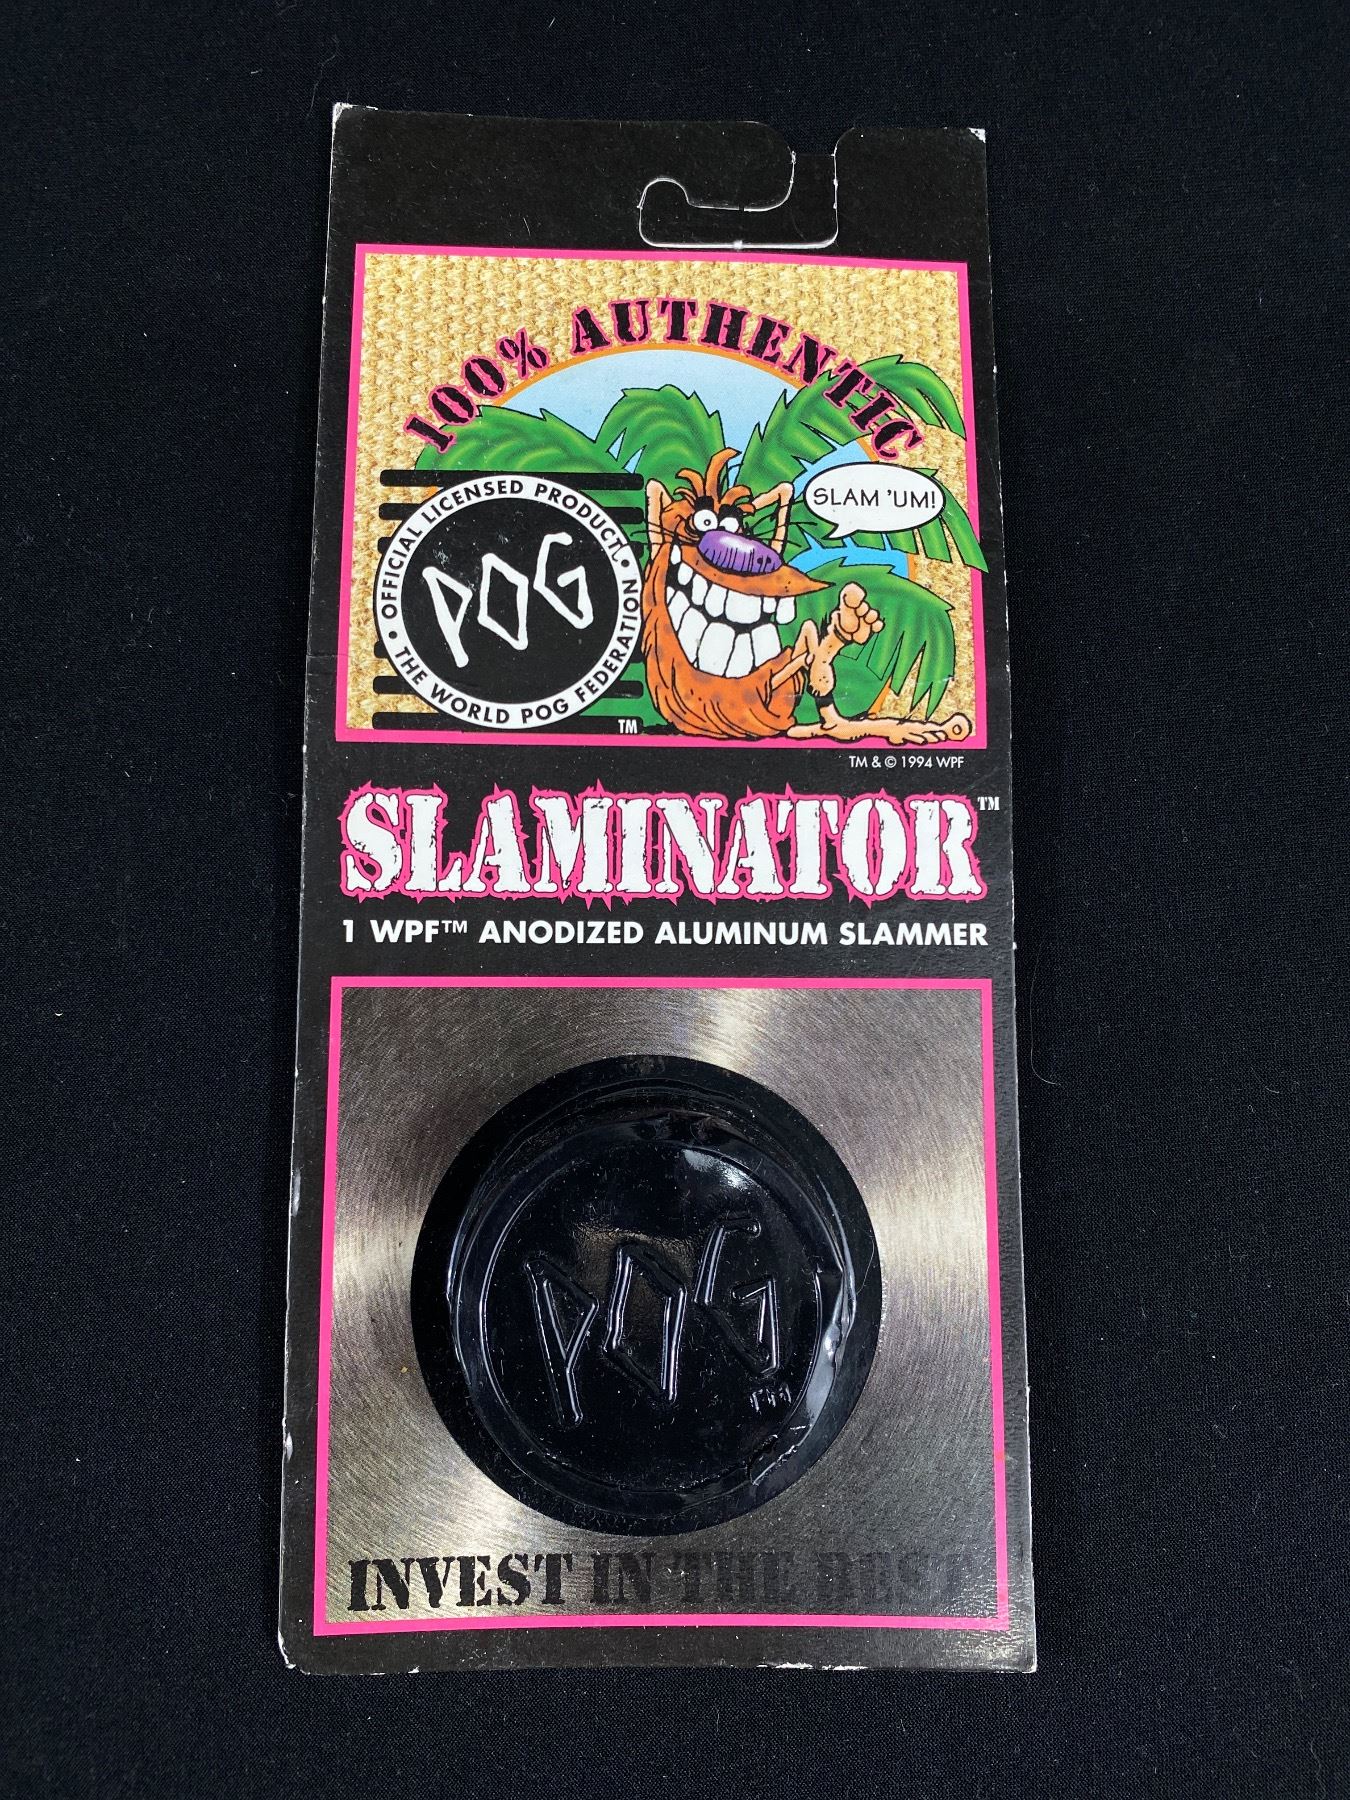 100% AUTHENTIC
SLAM 'UM!
• OFFICIAL LICENSED PRODUCT •
POG
THE WORLD POG FEDERATION
TM
TM & © 1994 WPF
SLAMINATOR™
1 WPF™ ANODIZED ALUMINUM SLAMMER
POG
TM
INVEST IN THE BEST